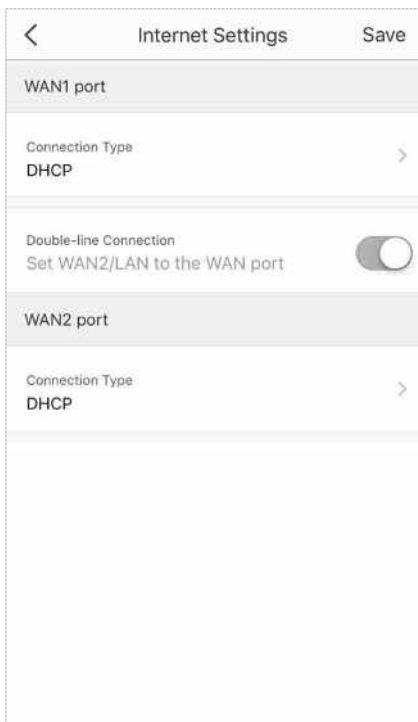 Internet Settings
Save
WAN1 port
Connection Type
DHCP
Double-line Connection
Set WAN2/LAN to the WAN port
WAN2 port
Connection Type
DHCP